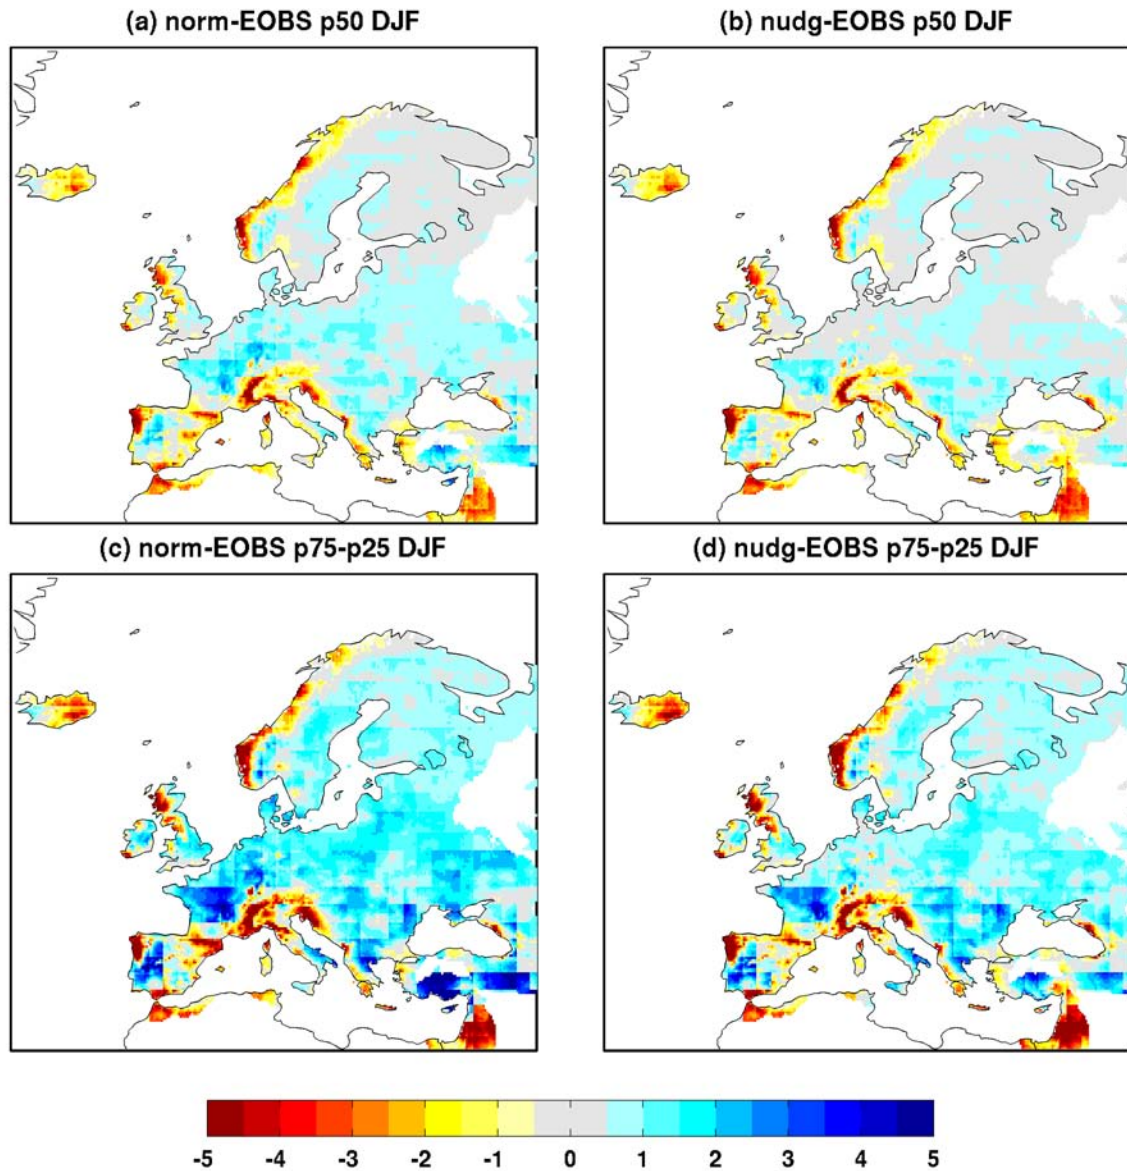 (a) norm-EOBS p50 DJF
(b) nudg-EOBS p50 DJF
(c) norm-EOBS p75-p25 DJF
(d) nudg-EOBS p75-p25 DJF
-5 -4 -3 -2 -1 0 1 2 3 4 5